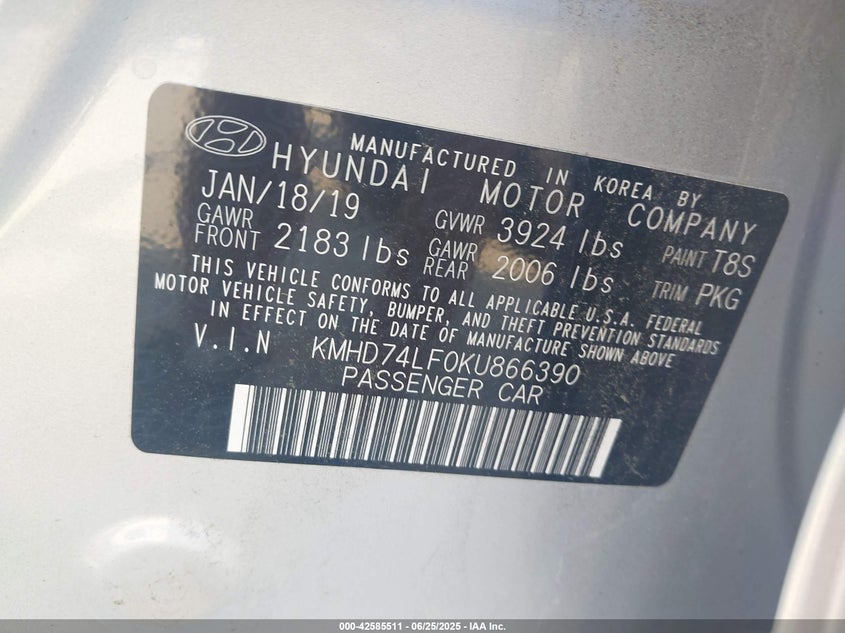 MANUFACTURED IN KOREA BY
HYUNDAI MOTOR COMPANY
JAN/18/19 GVWR 3924 lbs PAINT T8S
GAWR FRONT 2183 lbs GAWR REAR 2006 lbs TRIM PKG
THIS VEHICLE CONFORMS TO ALL APPLICABLE U.S.A. FEDERAL
MOTOR VEHICLE SAFETY, BUMPER, AND THEFT PREVENTION STANDARDS
IN EFFECT ON THE DATE OF MANUFACTURE SHOWN ABOVE
V.I.N KMHD74LF0KU866390
PASSENGER CAR
000-42585511 - 06/25/2025 - IAA Inc.